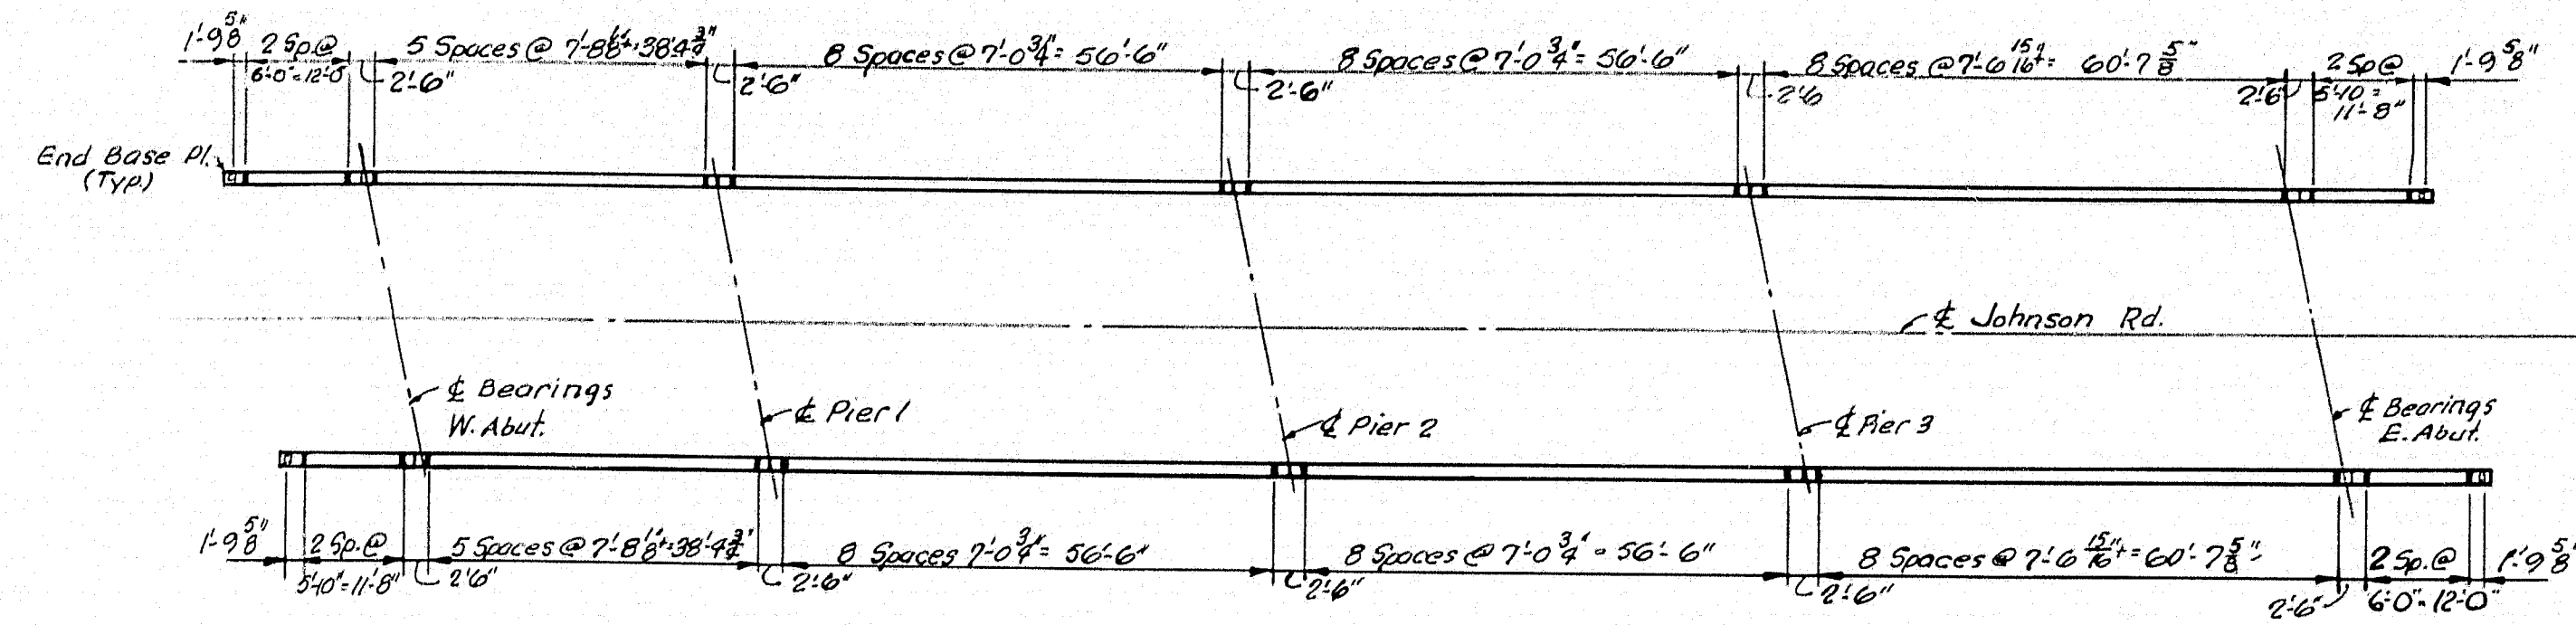 1'-9 5/8" 2 Sp.@ 5 Spaces @ 7'-8 1/8"+=38'4 3/4" 8 Spaces @ 7'-0 3/4"= 56'-6" 8 Spaces @ 7'-0 3/4"= 56'-6" 8 Spaces @ 7'-6 15/16"+= 60'-7 5/8" 2 Sp@ 1'-9 5/8"
6'-0"=12'-0 2'-6" 2'-6" 2'-6" 2'-6 2'-6" 5'-10 =
11'-8"
End Base Pl.
(Typ.)
℄ Johnson Rd.
℄ Bearings
W. Abut.
℄ Pier 1
℄ Pier 2
℄ Pier 3
℄ Bearings
E. Abut.
1'-9 5/8" 2 Sp.@ 5 Spaces @ 7'-8 1/8"+=38'-4 3/4" 8 Spaces 7'-0 3/4"= 56'-6" 8 Spaces @ 7'-0 3/4"= 56'-6" 8 Spaces @ 7'-6 15/16"+= 60'-7 5/8" 2 Sp.@ 1'-9 5/8"
5'-10"=11'-8" 2'6" 2'-6" 2'-6" 2'-6" 2'-6" 6'-0"=12'-0"